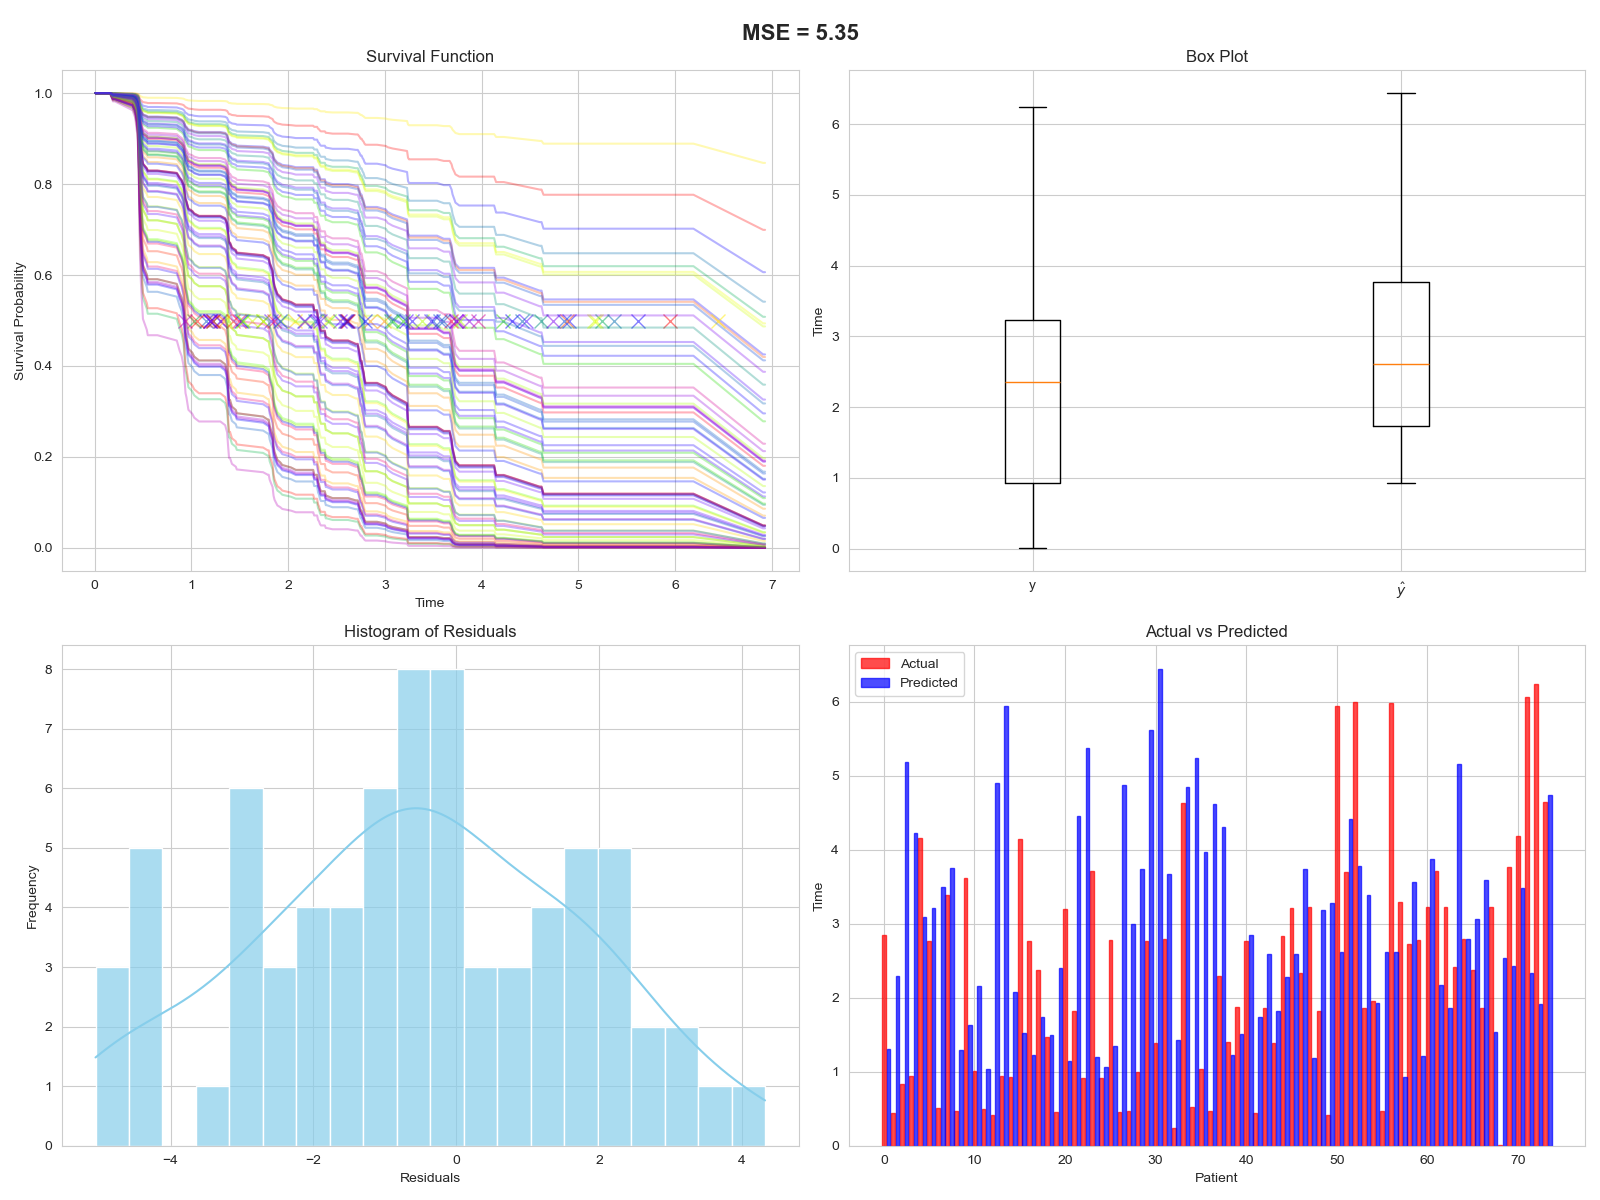 MSE = 5.35
Survival Function
Survival Probability
1.0
0.8
0.6
0.4
0.2
0.0
0 1 2 3 4 5 6 7
Time
Box Plot
Time
6
5
4
3
2
1
0
y ŷ
Histogram of Residuals
Frequency
8
7
6
5
4
3
2
1
0
−4 −2 0 2 4
Residuals
Actual vs Predicted
Actual
Predicted
Time
6
5
4
3
2
1
0
0 10 20 30 40 50 60 70
Patient